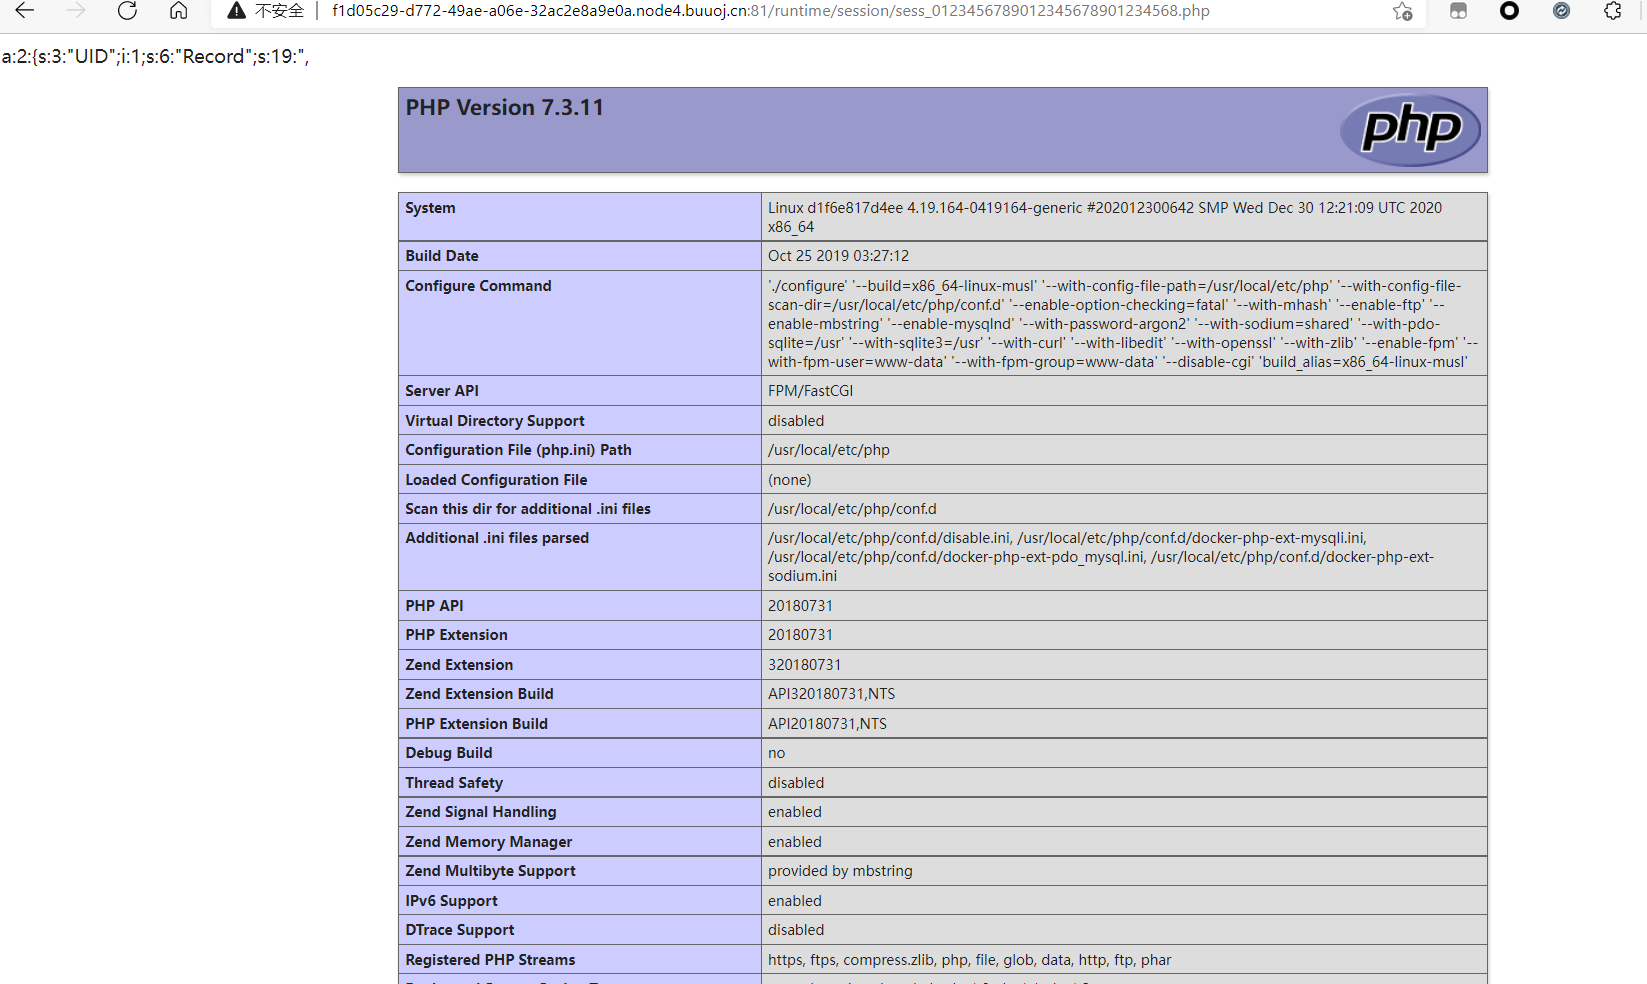 不安全 f1d05c29-d772-49ae-a06e-32ac2e8a9e0a.node4.buuoj.cn:81/runtime/session/sess_0123456789012345678901234568.php
a:2:{s:3:"UID";i:1;s:6:"Record";s:19:",
PHP Version 7.3.11
php
System
Linux d1f6e817d4ee 4.19.164-0419164-generic #202012300642 SMP Wed Dec 30 12:21:09 UTC 2020
x86_64
Build Date
Oct 25 2019 03:27:12
Configure Command
'./configure' '--build=x86_64-linux-musl' '--with-config-file-path=/usr/local/etc/php' '--with-config-file-
scan-dir=/usr/local/etc/php/conf.d' '--enable-option-checking=fatal' '--with-mhash' '--enable-ftp' '--
enable-mbstring' '--enable-mysqlnd' '--with-password-argon2' '--with-sodium=shared' '--with-pdo-
sqlite=/usr' '--with-sqlite3=/usr' '--with-curl' '--with-libedit' '--with-openssl' '--with-zlib' '--enable-fpm' '--
with-fpm-user=www-data' '--with-fpm-group=www-data' '--disable-cgi' 'build_alias=x86_64-linux-musl'
Server API
FPM/FastCGI
Virtual Directory Support
disabled
Configuration File (php.ini) Path
/usr/local/etc/php
Loaded Configuration File
(none)
Scan this dir for additional .ini files
/usr/local/etc/php/conf.d
Additional .ini files parsed
/usr/local/etc/php/conf.d/disable.ini, /usr/local/etc/php/conf.d/docker-php-ext-mysqli.ini,
/usr/local/etc/php/conf.d/docker-php-ext-pdo_mysql.ini, /usr/local/etc/php/conf.d/docker-php-ext-
sodium.ini
PHP API
20180731
PHP Extension
20180731
Zend Extension
320180731
Zend Extension Build
API320180731,NTS
PHP Extension Build
API20180731,NTS
Debug Build
no
Thread Safety
disabled
Zend Signal Handling
enabled
Zend Memory Manager
enabled
Zend Multibyte Support
provided by mbstring
IPv6 Support
enabled
DTrace Support
disabled
Registered PHP Streams
https, ftps, compress.zlib, php, file, glob, data, http, ftp, phar